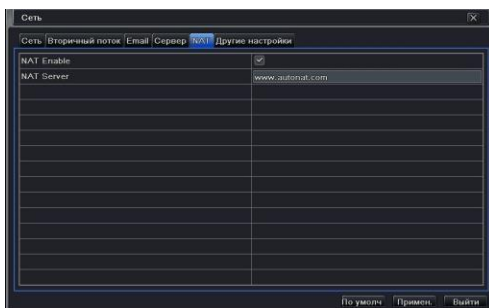 Сеть
Сеть Вторичный поток Email Сервер NAT Другие настройки
NAT Enable
NAT Server www.autonat.com
По умолч Примен. Выйти